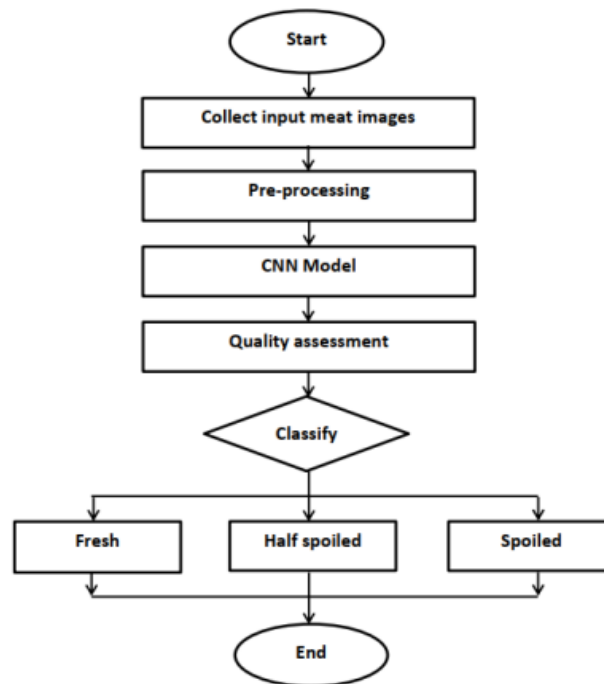 Start
Collect input meat images
Pre-processing
CNN Model
Quality assessment
Classify
Fresh
Half spoiled
Spoiled
End